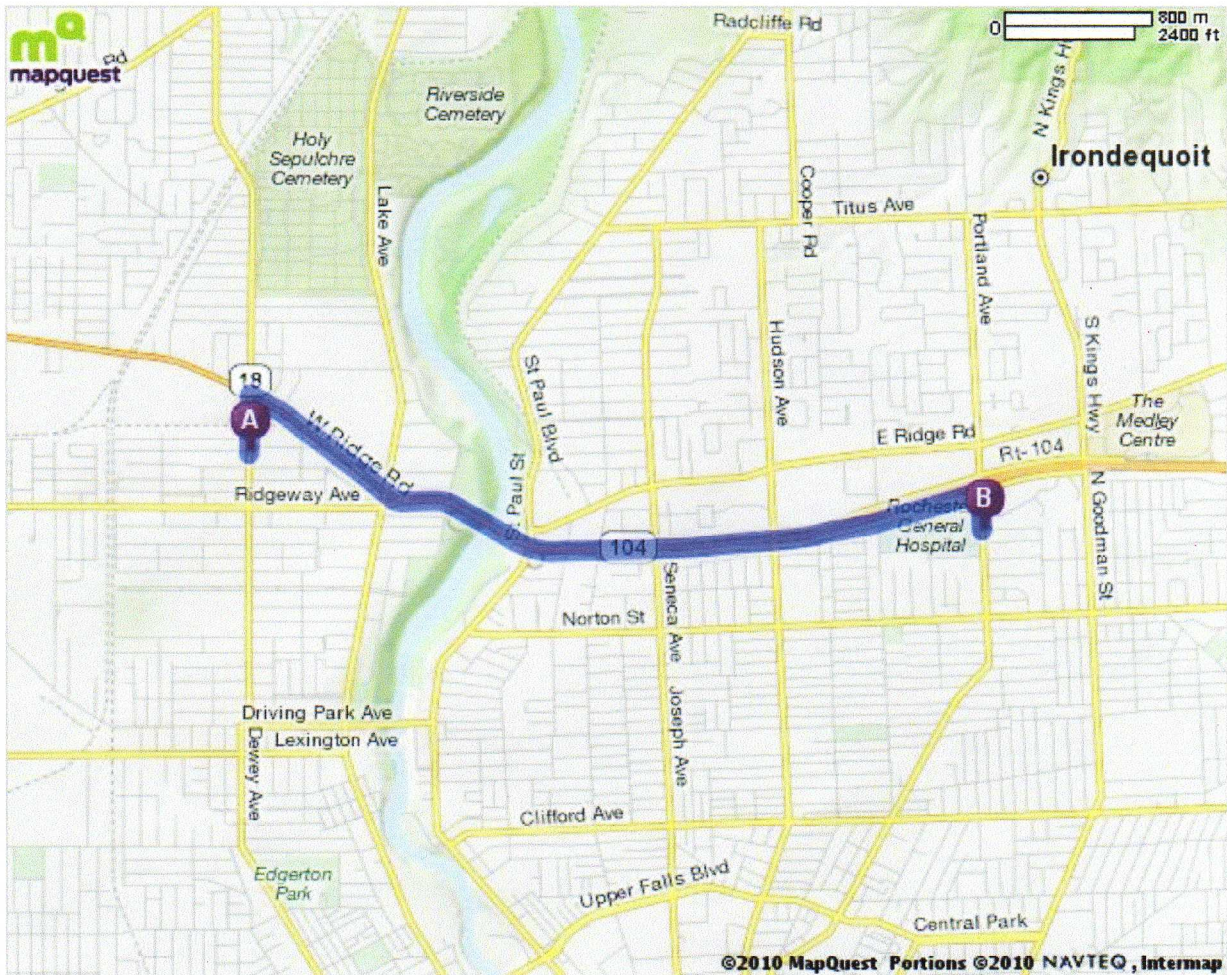 mapquest
Rd
Radcliffe Rd
0
800 m
2400 ft
Riverside
Cemetery
N Kings H
Holy
Sepulchre
Cemetery
Irondequoit
Lake Ave
Cooper Rd
Titus Ave
Portland Ave
St Paul Blvd
Hudson Ave
S Kings Hwy
18
A
W Ridge Rd
The
Medley
Centre
E Ridge Rd
Rt-104
Ridgeway Ave
St Paul St
B
Rocheste
General
Hospital
N Goodman St
104
Seneca Ave
Norton St
Joseph Ave
Driving Park Ave
Lexington Ave
Dewey Ave
Clifford Ave
Edgerton
Park
Upper Falls Blvd
Central Park
©2010 MapQuest Portions ©2010 NAVTEQ, Intermap